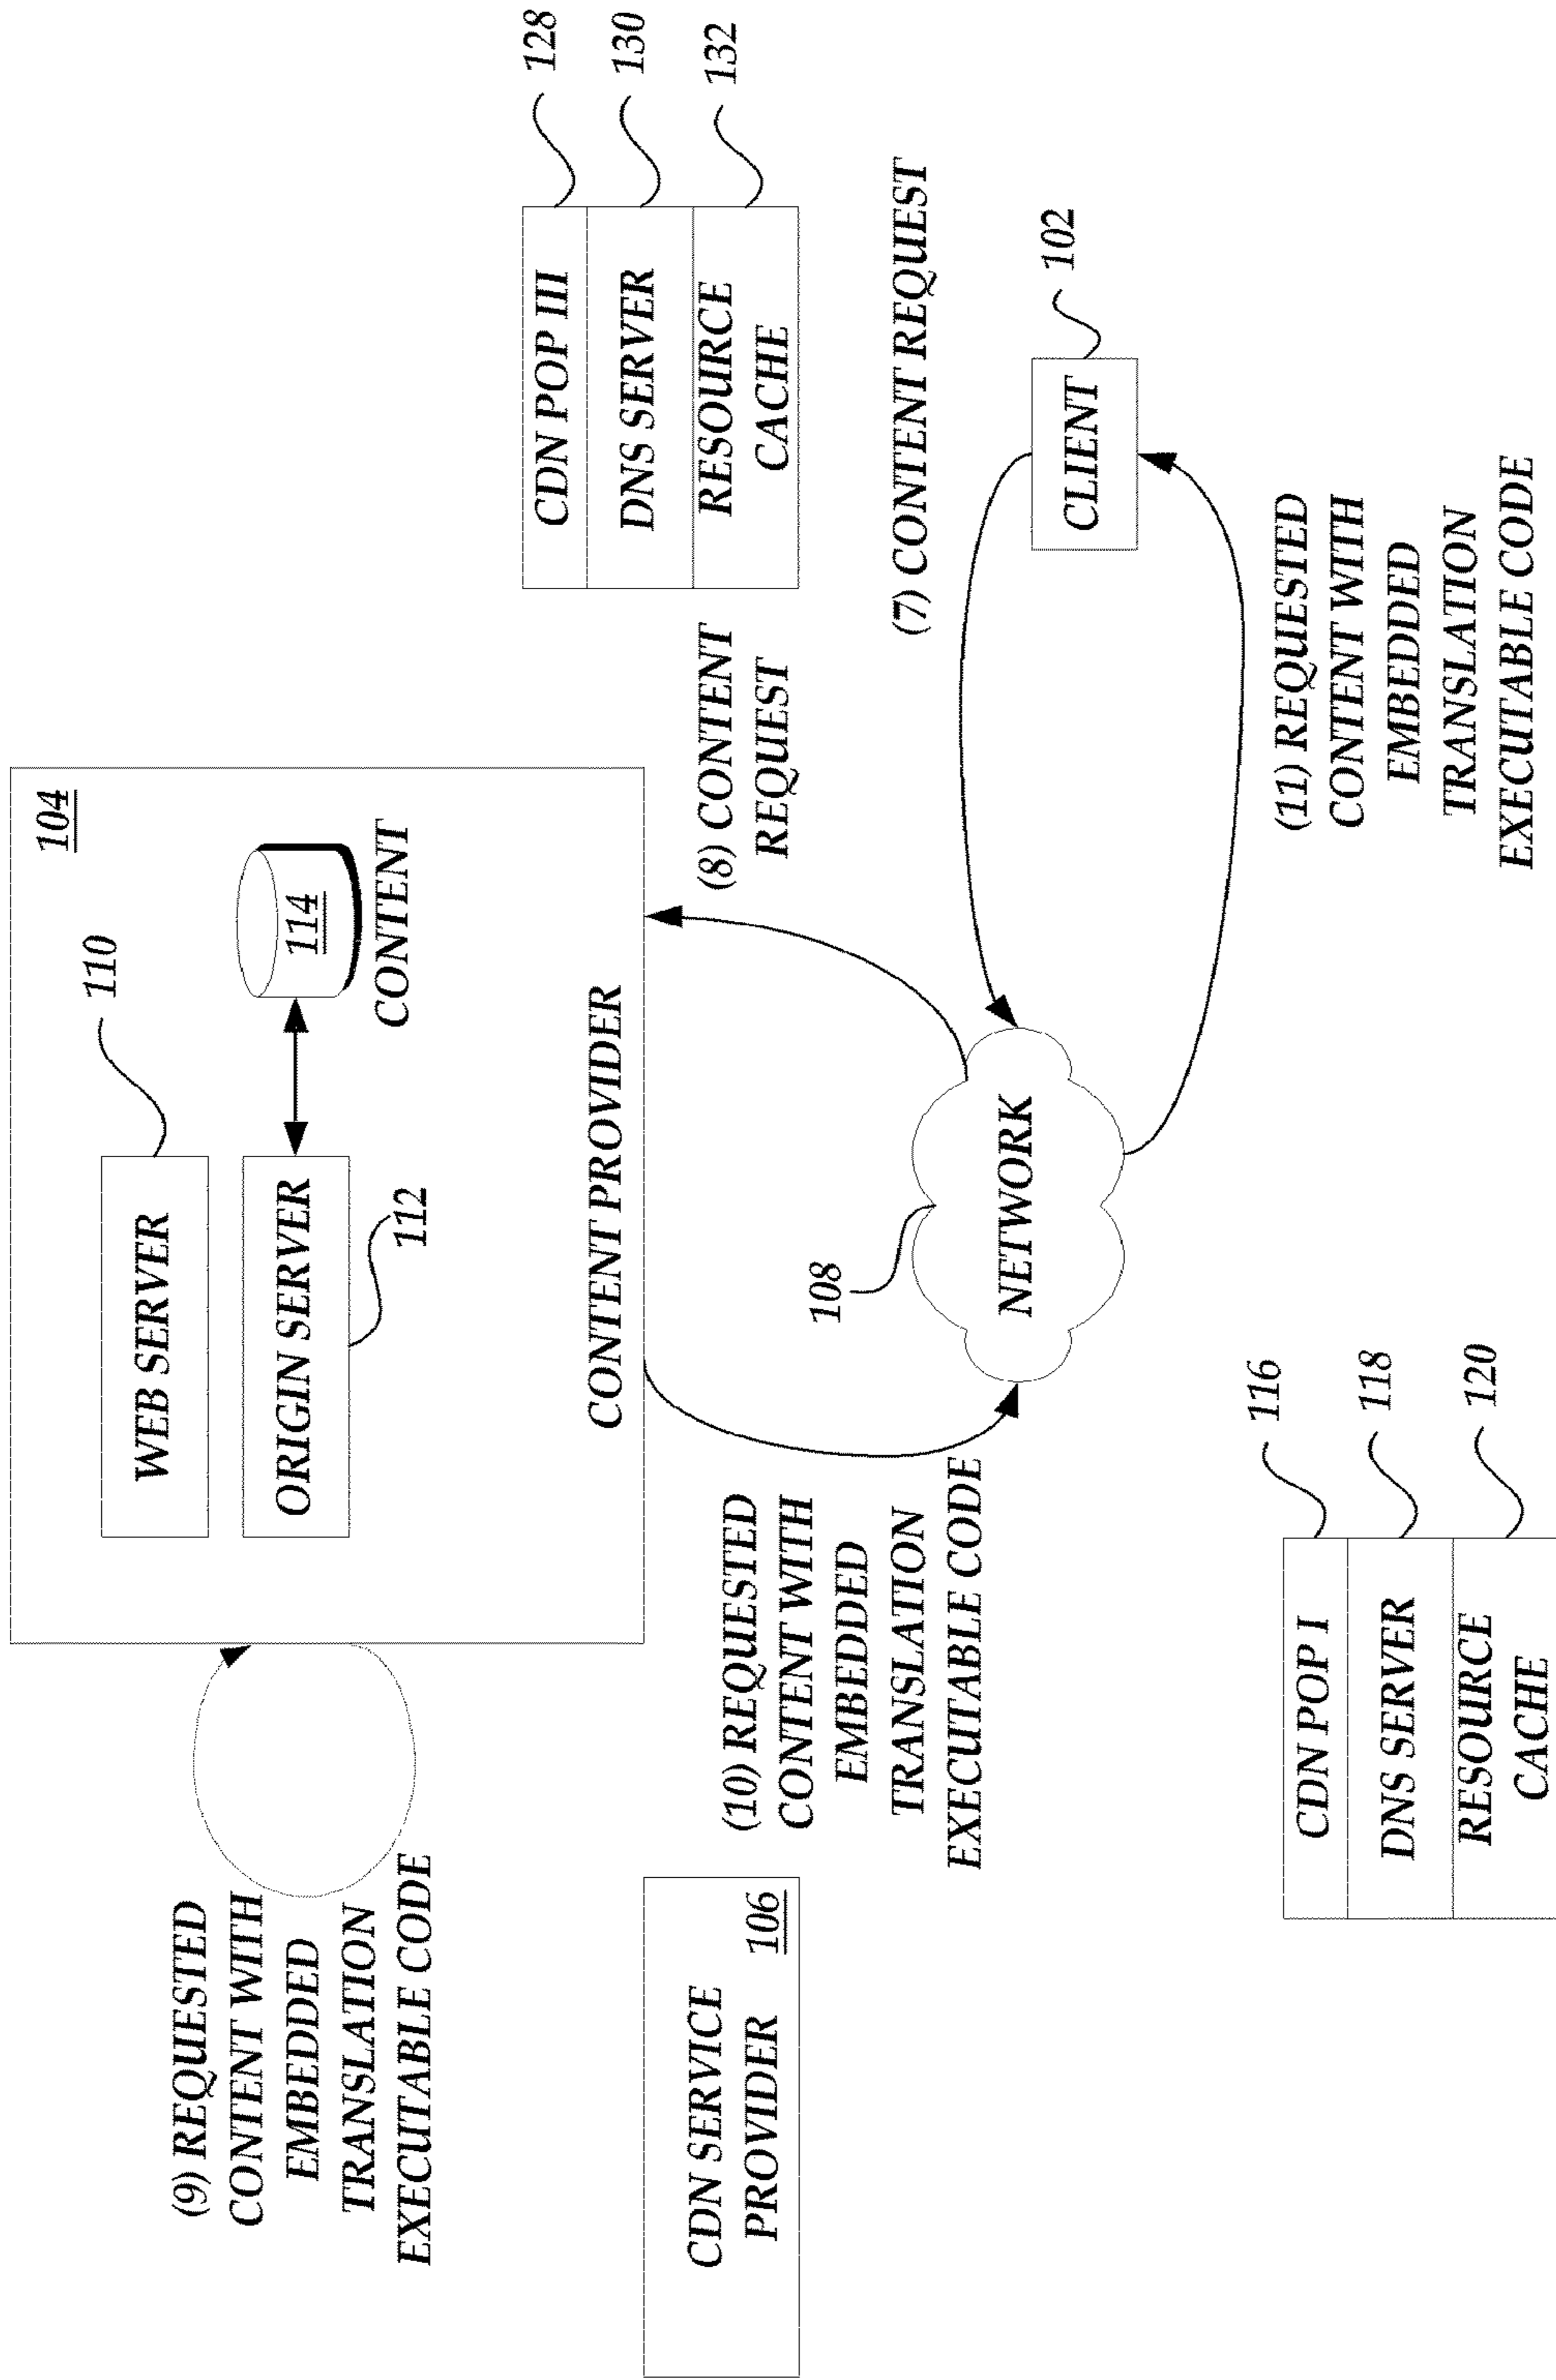 104
110
WEB SERVER
ORIGIN SERVER
112
114
CONTENT
CONTENT PROVIDER
(9) REQUESTED
CONTENT WITH
EMBEDDED
TRANSLATION
EXECUTABLE CODE
CDN SERVICE
PROVIDER
106
(10) REQUESTED
CONTENT WITH
EMBEDDED
TRANSLATION
EXECUTABLE CODE
(8) CONTENT
REQUEST
CDN POP III
DNS SERVER
RESOURCE
CACHE
128
130
132
(7) CONTENT REQUEST
108
NETWORK
CLIENT
102
(11) REQUESTED
CONTENT WITH
EMBEDDED
TRANSLATION
EXECUTABLE CODE
CDN POP I
DNS SERVER
RESOURCE
CACHE
116
118
120